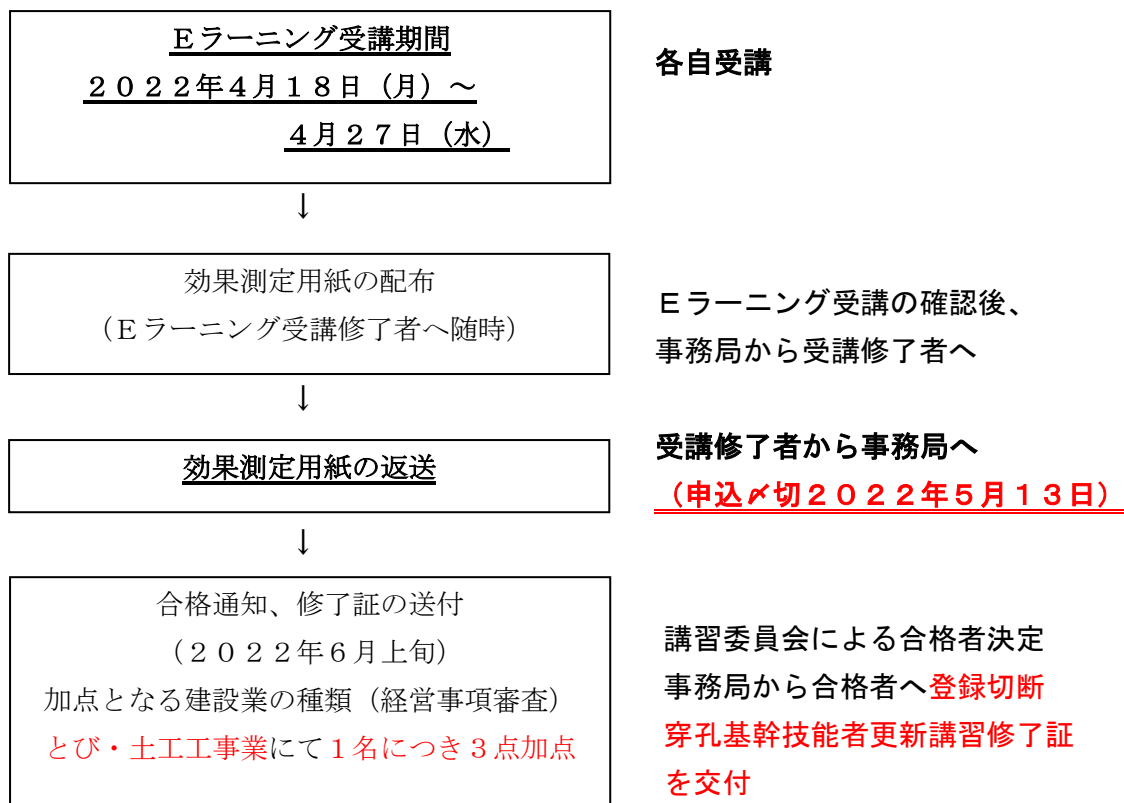 Ｅラーニング受講期間
２０２２年４月１８日（月）～
４月２７日（水）
各自受講
↓
効果測定用紙の配布
（Ｅラーニング受講修了者へ随時）
Ｅラーニング受講の確認後、
事務局から受講修了者へ
↓
効果測定用紙の返送
受講修了者から事務局へ
（申込〆切２０２２年５月１３日）
↓
合格通知、修了証の送付
（２０２２年６月上旬）
加点となる建設業の種類（経営事項審査）
とび・土工工事業にて１名につき３点加点
講習委員会による合格者決定
事務局から合格者へ登録切断
穿孔基幹技能者更新講習修了証
を交付